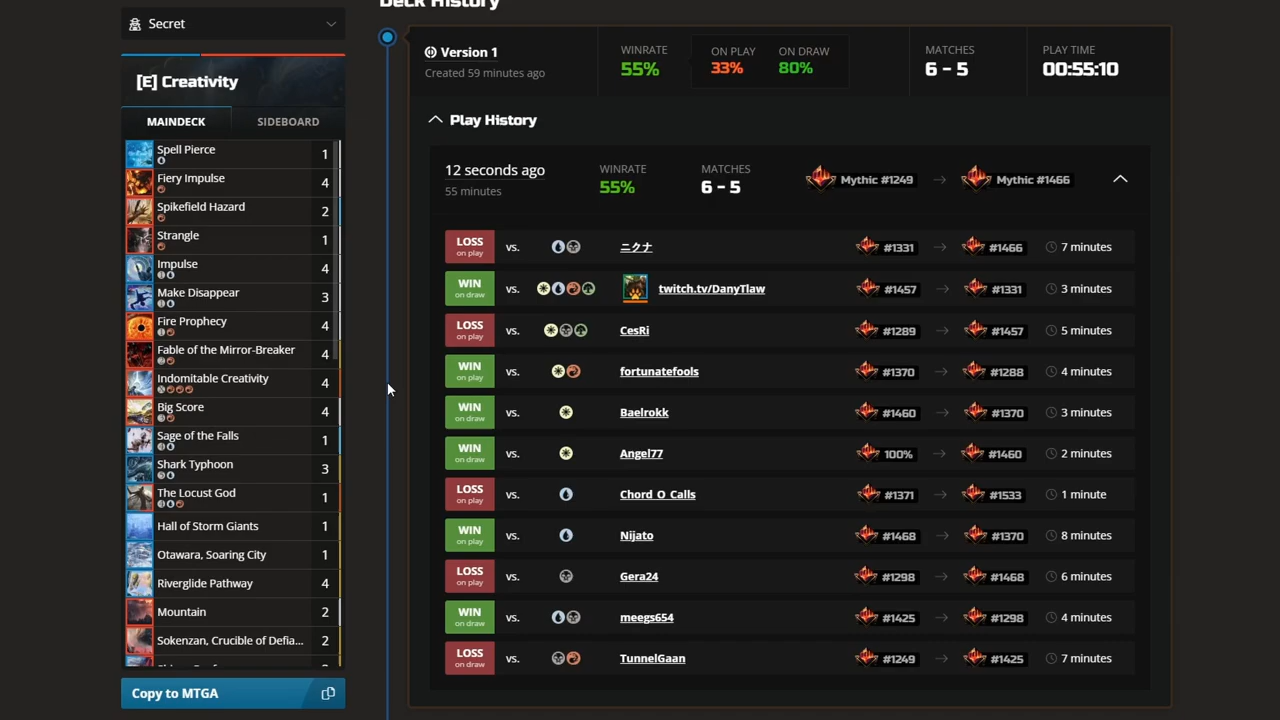 Deck History
Secret
[E] Creativity
MAINDECK SIDEBOARD
Spell Pierce 1
Fiery Impulse 4
Spikefield Hazard 2
Strangle 1
Impulse 4
Make Disappear 3
Fire Prophecy 4
Fable of the Mirror-Breaker 4
Indomitable Creativity 4
Big Score 4
Sage of the Falls 1
Shark Typhoon 3
The Locust God 1
Hall of Storm Giants 1
Otawara, Soaring City 1
Riverglide Pathway 4
Mountain 2
Sokenzan, Crucible of Defia... 2
Copy to MTGA
Version 1
Created 59 minutes ago
WINRATE
55%
ON PLAY
33%
ON DRAW
80%
MATCHES
6 - 5
PLAY TIME
00:55:10
Play History
12 seconds ago
55 minutes
WINRATE
55%
MATCHES
6 - 5
Mythic #1249 → Mythic #1466
LOSS on play vs. ニクナ #1331 → #1466 7 minutes
WIN on draw vs. twitch.tv/DanyTlaw #1457 → #1331 3 minutes
LOSS on play vs. CesRi #1289 → #1457 5 minutes
WIN on play vs. fortunatefools #1370 → #1288 4 minutes
WIN on draw vs. Baelrokk #1460 → #1370 3 minutes
WIN on draw vs. Angel77 100% → #1460 2 minutes
LOSS on play vs. Chord O Calls #1371 → #1533 1 minute
WIN on play vs. Nijato #1468 → #1370 8 minutes
LOSS on play vs. Gera24 #1298 → #1468 6 minutes
WIN on draw vs. meegs654 #1425 → #1298 4 minutes
LOSS on draw vs. TunnelGaan #1249 → #1425 7 minutes